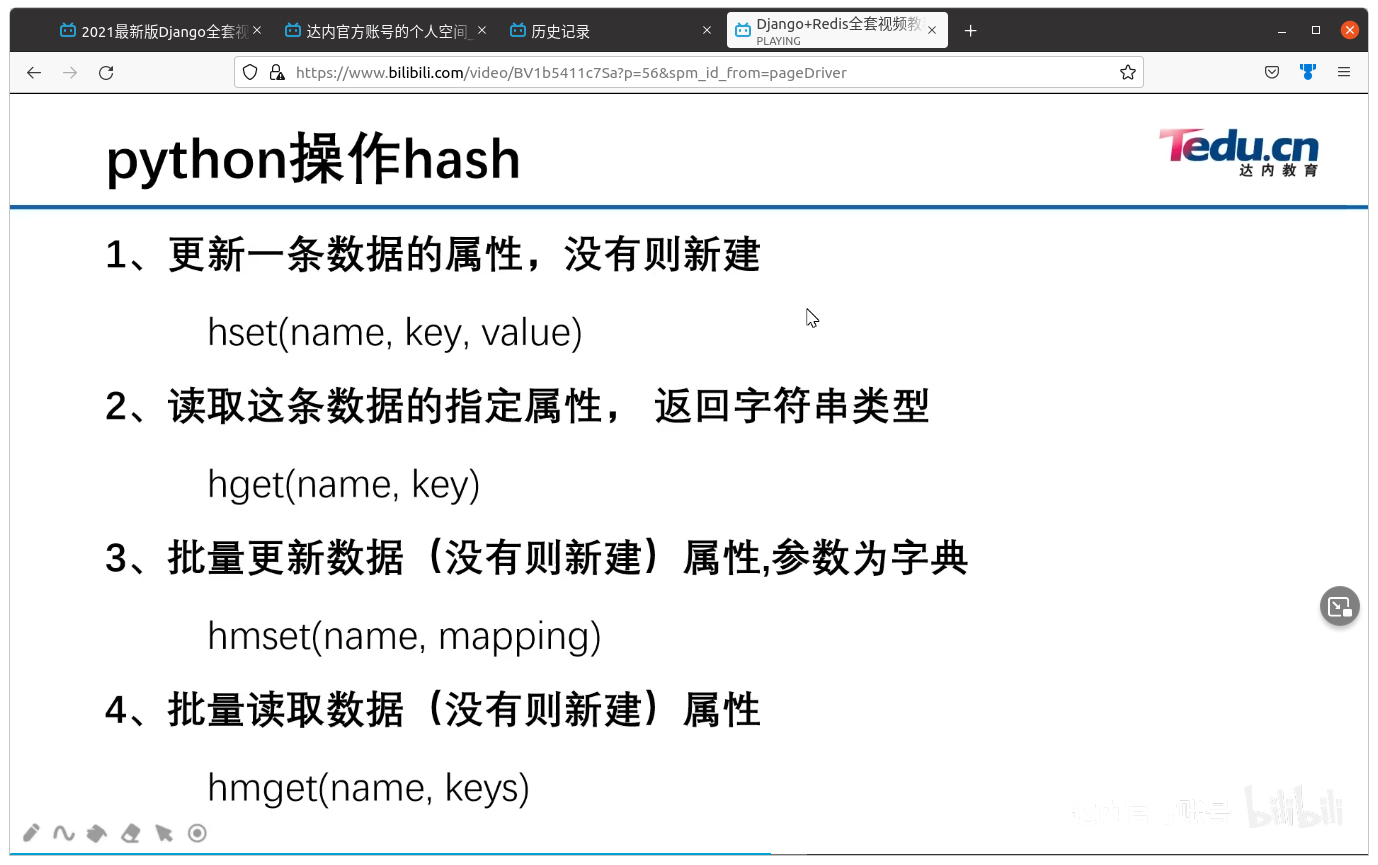 2021最新版Django全套视
达内官方账号的个人空间_
历史记录
Django+Redis全套视频教
PLAYING
https://www.bilibili.com/video/BV1b5411c7Sa?p=56&spm_id_from=pageDriver
python操作hash
Tedu.cn
达内教育
1、更新一条数据的属性，没有则新建
hset(name, key, value)
2、读取这条数据的指定属性， 返回字符串类型
hget(name, key)
3、批量更新数据（没有则新建）属性,参数为字典
hmset(name, mapping)
4、批量读取数据（没有则新建）属性
hmget(name, keys)
bilibili